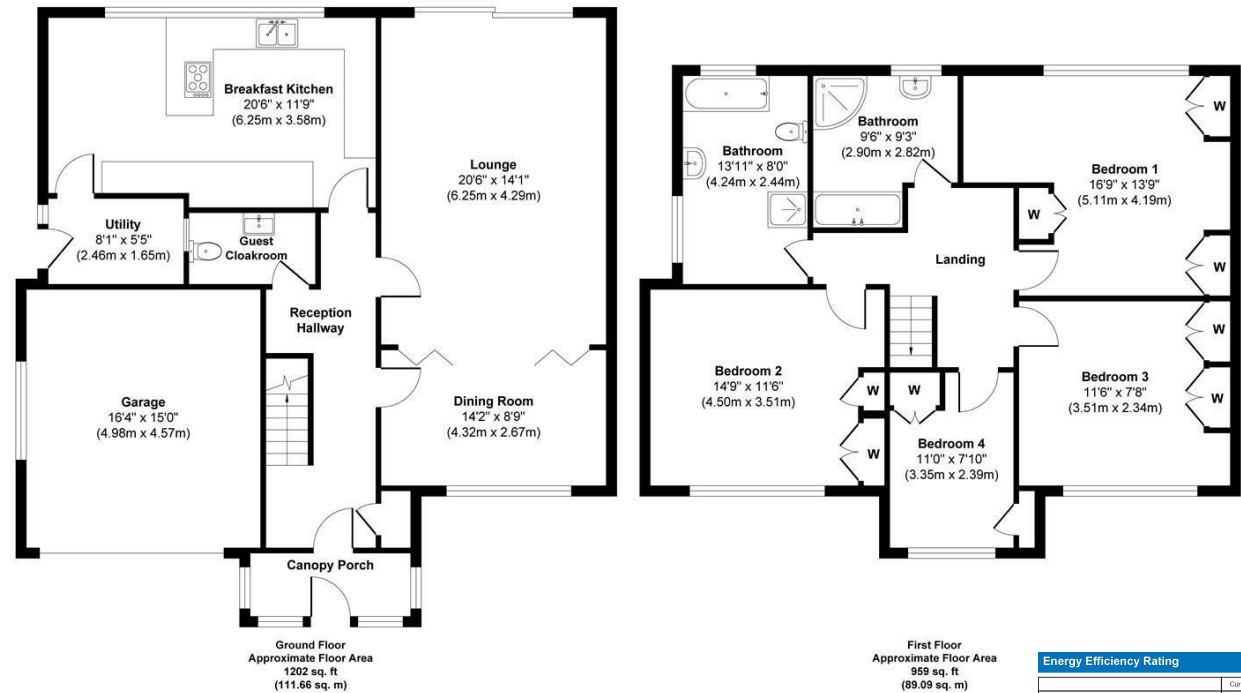 Breakfast Kitchen
20'6" x 11'9"
(6.25m x 3.58m)
Lounge
20'6" x 14'1"
(6.25m x 4.29m)
Utility
8'1" x 5'5"
(2.46m x 1.65m)
Guest
Cloakroom
Reception
Hallway
Garage
16'4" x 15'0"
(4.98m x 4.57m)
Dining Room
14'2" x 8'9"
(4.32m x 2.67m)
Canopy Porch
Ground Floor
Approximate Floor Area
1202 sq. ft
(111.66 sq. m)
Bathroom
13'11" x 8'0"
(4.24m x 2.44m)
Bathroom
9'6" x 9'3"
(2.90m x 2.82m)
Bedroom 1
16'9" x 13'9"
(5.11m x 4.19m)
W
W
W
Landing
Bedroom 2
14'9" x 11'6"
(4.50m x 3.51m)
W
W
W
Bedroom 3
11'6" x 7'8"
(3.51m x 2.34m)
W
W
Bedroom 4
11'0" x 7'10"
(3.35m x 2.39m)
First Floor
Approximate Floor Area
959 sq. ft
(89.09 sq. m)
Energy Efficiency Rating